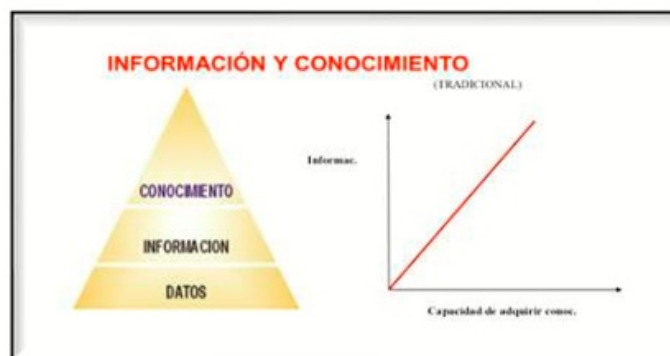 INFORMACIÓN Y CONOCIMIENTO
(TRADICIONAL)
CONOCIMIENTO
INFORMACION
DATOS
Informac.
Capacidad de adquirir conoc.